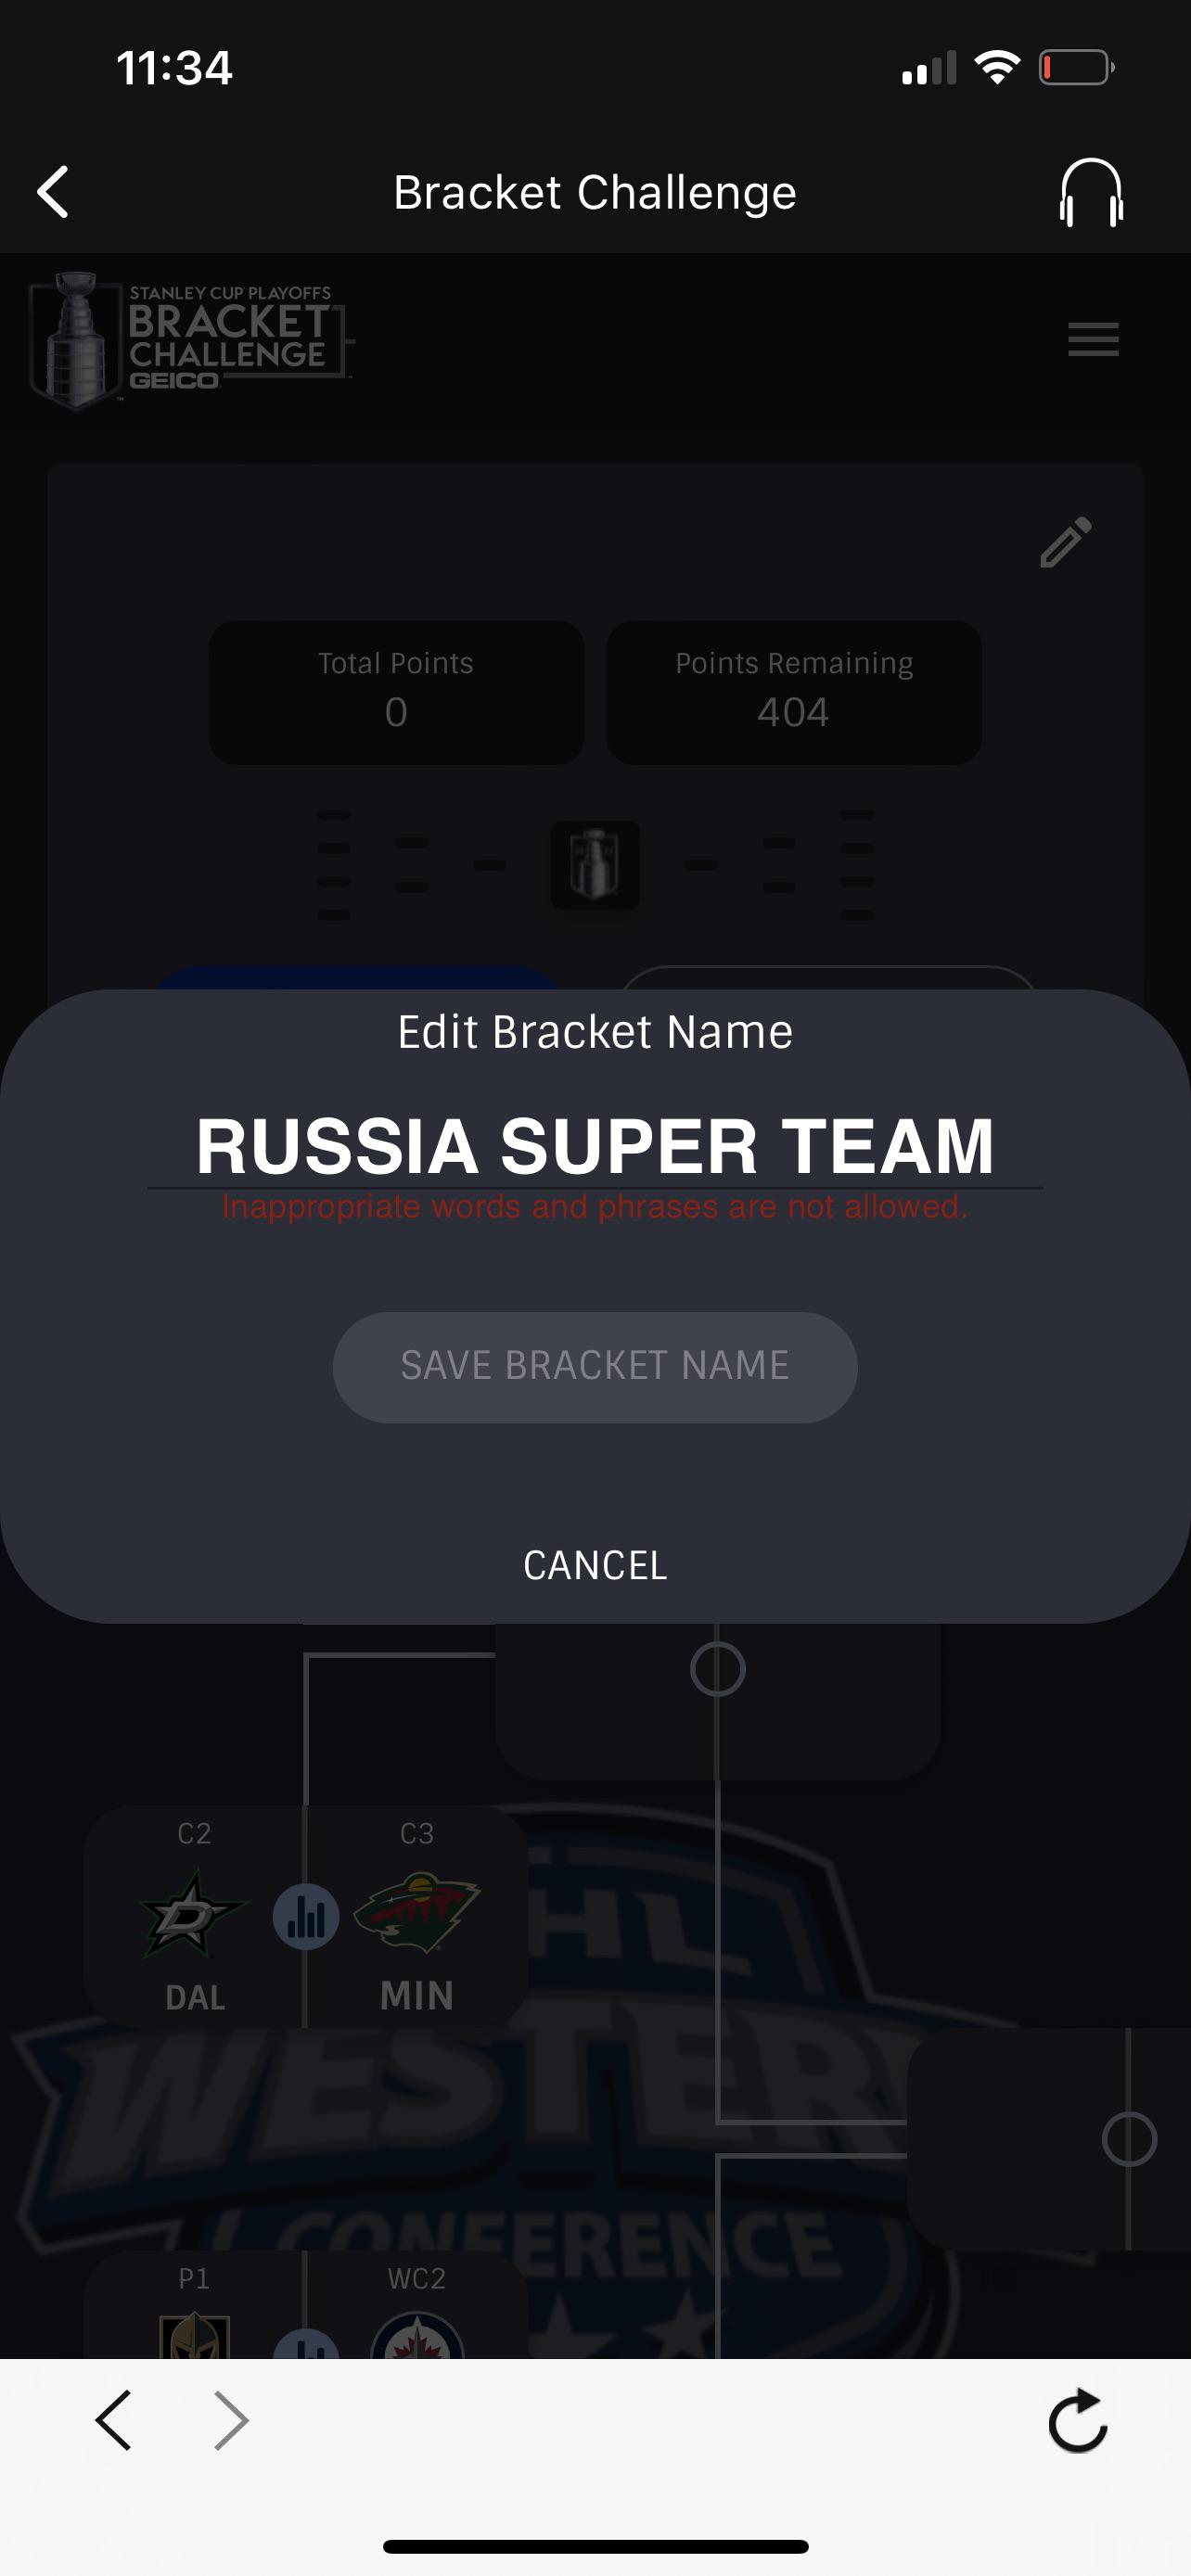 11:34
Bracket Challenge
STANLEY CUP PLAYOFFS
BRACKET
CHALLENGE
GEICO
Total Points
0
Points Remaining
404
Edit Bracket Name
RUSSIA SUPER TEAM
Inappropriate words and phrases are not allowed.
SAVE BRACKET NAME
CANCEL
C2
C3
DAL
MIN
HL
WESTERN
CONFERENCE
P1
WC2